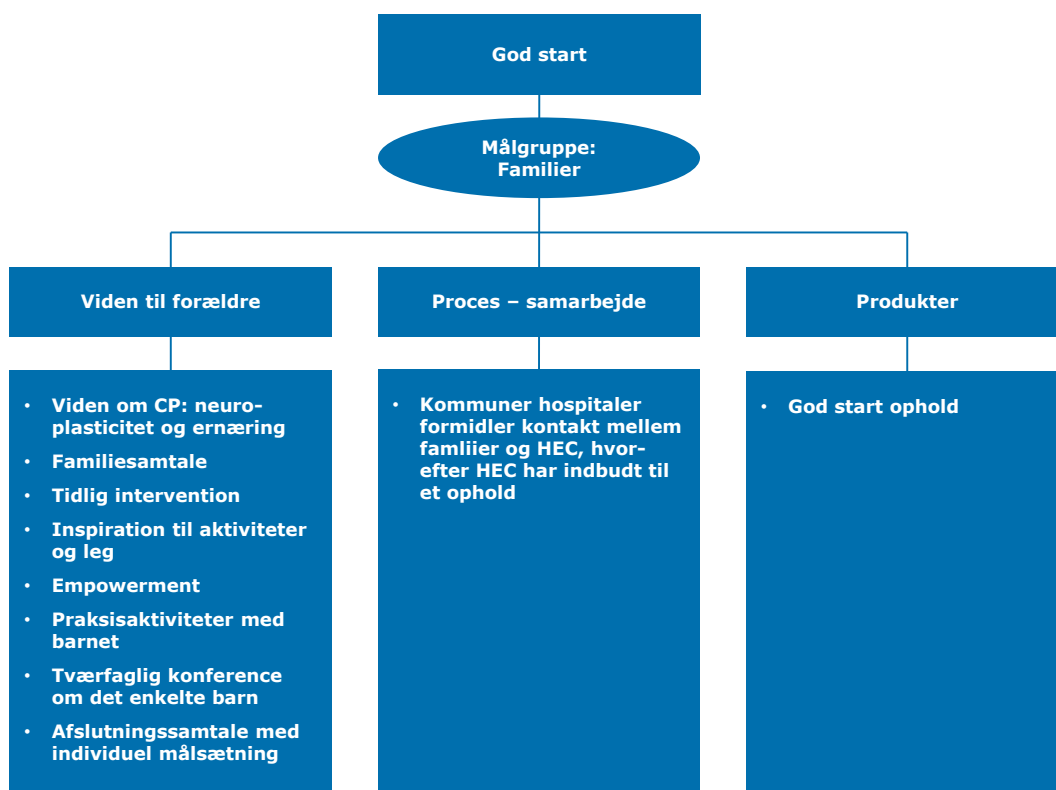 God start
Målgruppe:
Familier
Viden til forældre
• Viden om CP: neuro–
plasticitet og ernæring
• Familiesamtale
• Tidlig intervention
• Inspiration til aktiviteter
og leg
• Empowerment
• Praksisaktiviteter med
barnet
• Tværfaglig konference
om det enkelte barn
• Afslutningssamtale med
individuel målsætning
Proces – samarbejde
• Kommuner hospitaler
formidler kontakt mellem
famliier og HEC, hvor–
efter HEC har indbudt til
et ophold
Produkter
• God start ophold